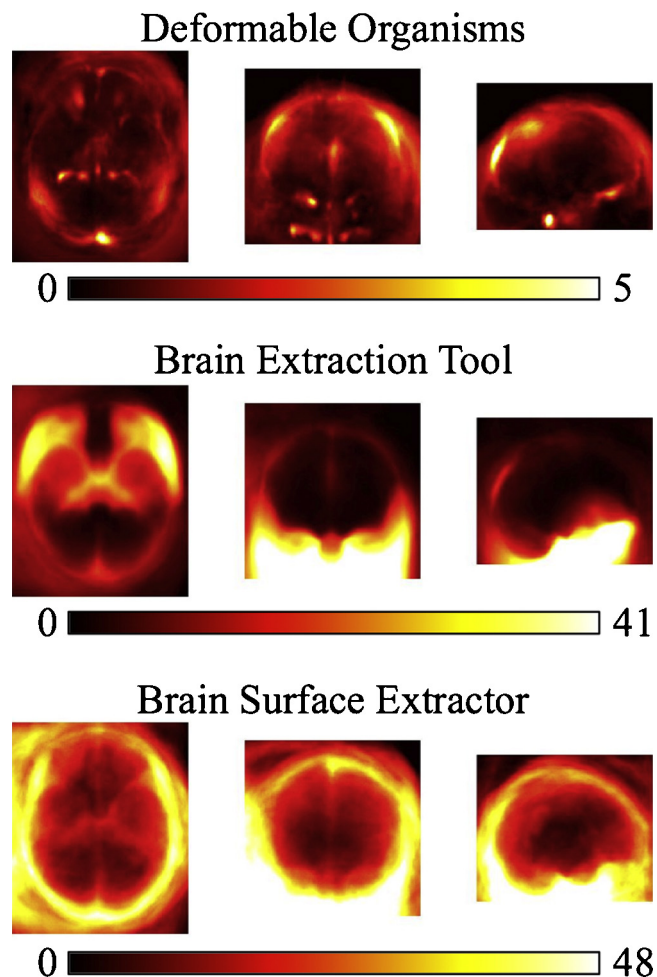 Deformable Organisms
0 5
Brain Extraction Tool
0 41
Brain Surface Extractor
0 48